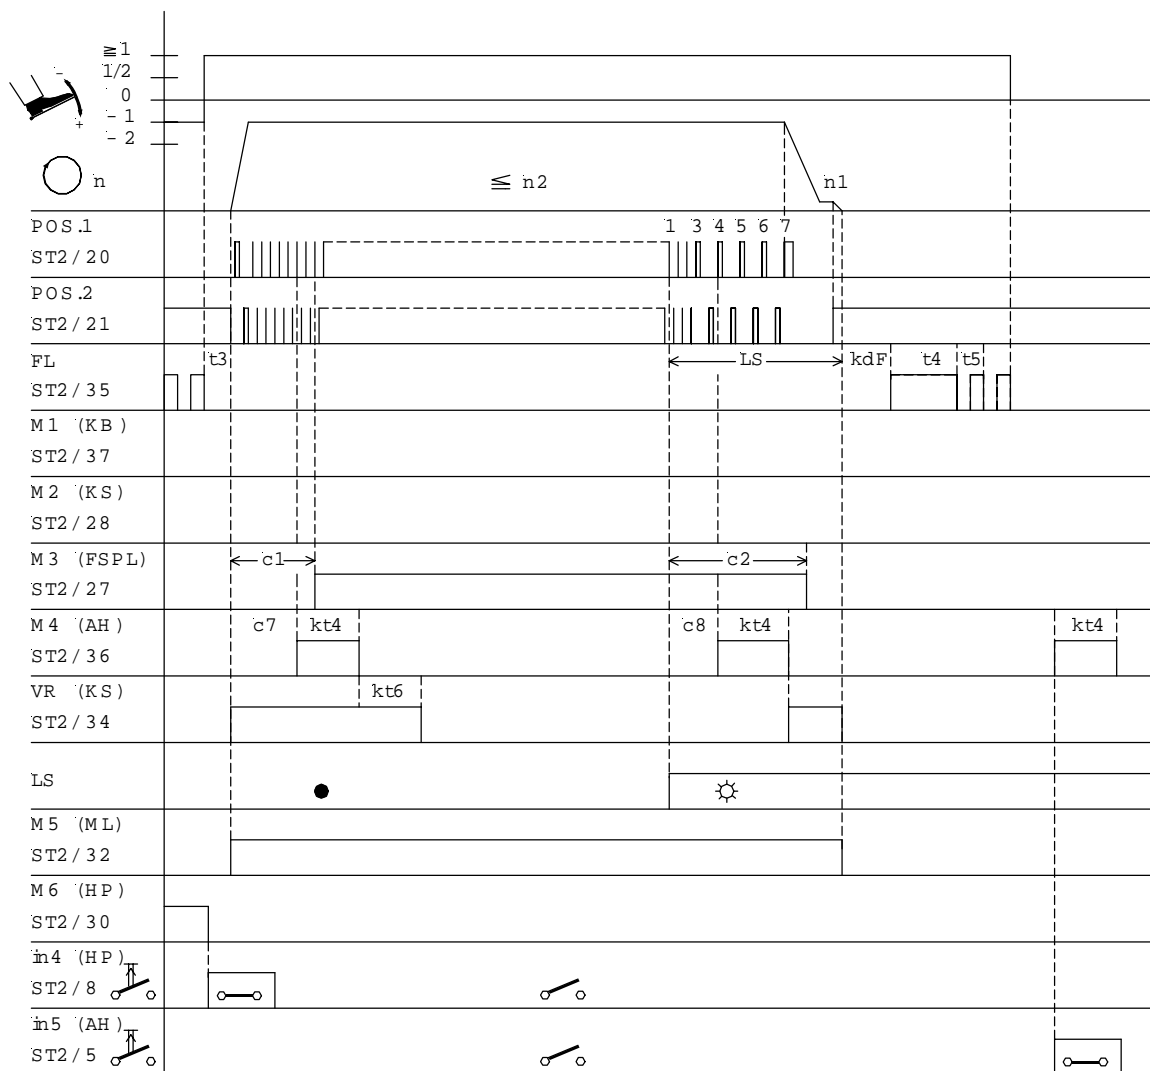 ≧1
1/2
0
-1
-2
-
+
n
≦ n2
n1
POS.1
1 3 4 5 6 7
ST2/20
POS.2
ST2/21
FL
t3
LS
kdF
t4
t5
ST2/35
M1 (KB)
ST2/37
M2 (KS)
ST2/28
M3 (FSPL)
c1
c2
ST2/27
M4 (AH)
c7
kt4
c8
kt4
kt4
ST2/36
VR (KS)
kt6
ST2/34
LS
M5 (ML)
ST2/32
M6 (HP)
ST2/30
in4 (HP)
ST2/8
in5 (AH)
ST2/5